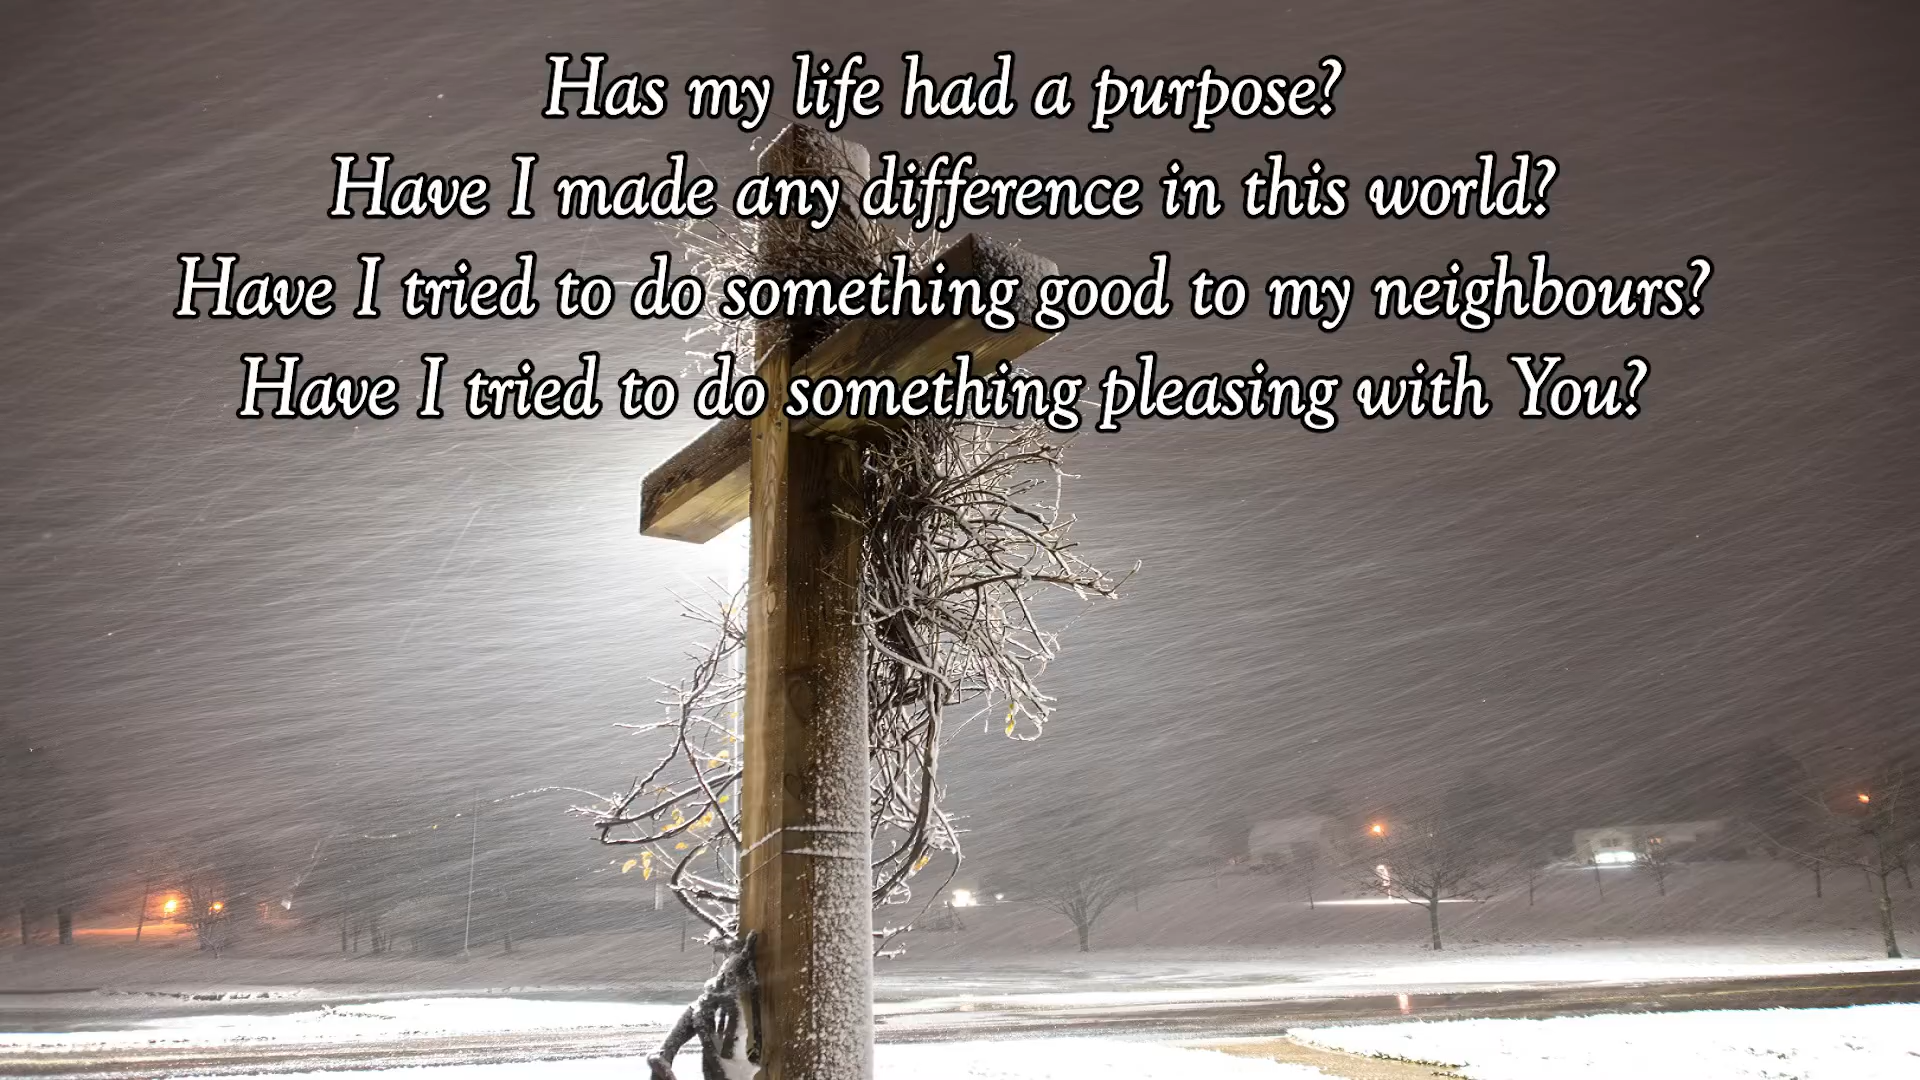 Has my life had a purpose?
Have I made any difference in this world?
Have I tried to do something good to my neighbours?
Have I tried to do something pleasing with You?